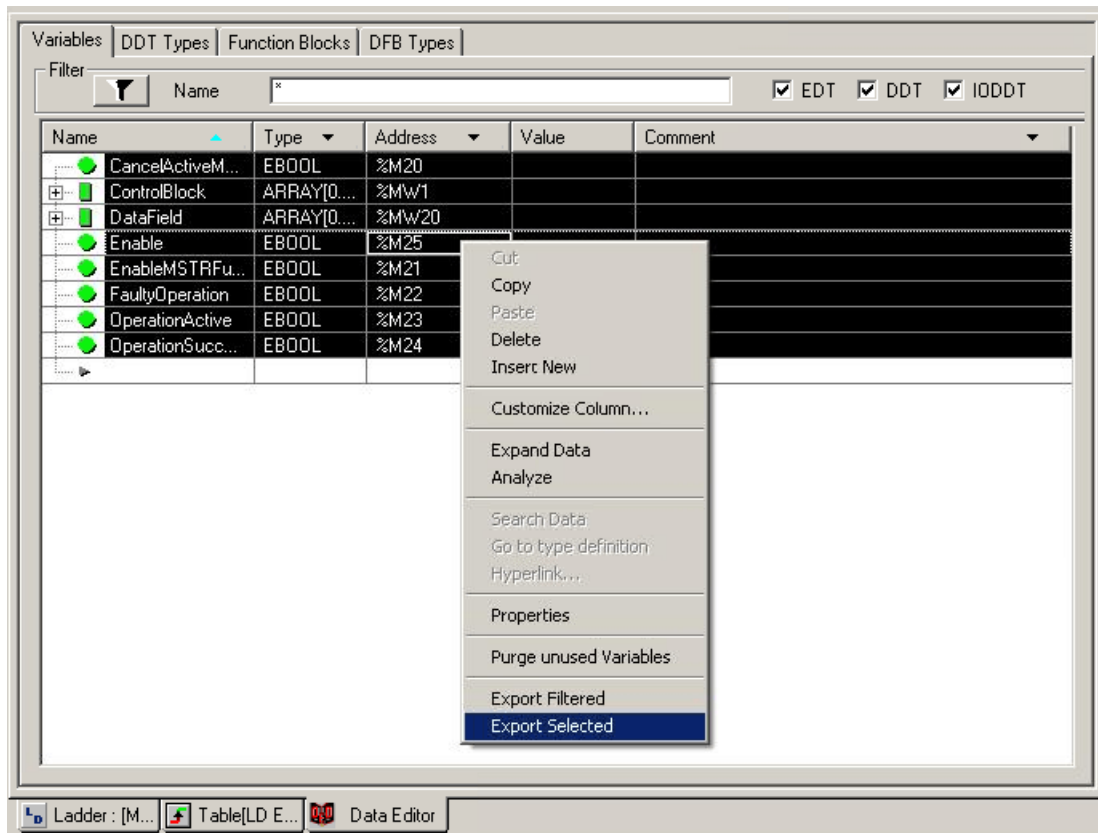 Variables DDT Types Function Blocks DFB Types
Filter
Name * EDT DDT IODDT
Name Type Address Value Comment
CancelActiveM... EBOOL %M20
ControlBlock ARRAY[0.... %MW1
DataField ARRAY[0.... %MW20
Enable EBOOL %M25
EnableMSTRFu... EBOOL %M21
FaultyOperation EBOOL %M22
OperationActive EBOOL %M23
OperationSucc... EBOOL %M24
Cut
Copy
Paste
Delete
Insert New
Customize Column...
Expand Data
Analyze
Search Data
Go to type definition
Hyperlink...
Properties
Purge unused Variables
Export Filtered
Export Selected
LD Ladder : [M... Table[LD E... Data Editor